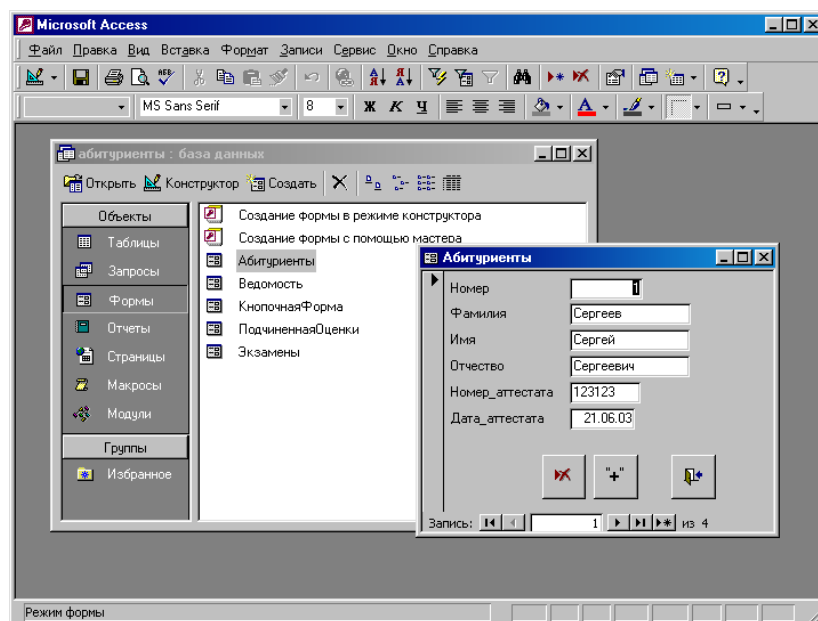 Microsoft Access
Файл Правка Вид Вставка Формат Записи Сервис Окно Справка
MS Sans Serif 8 Ж К Ч
абитуриенты : база данных
Открыть Конструктор Создать
Объекты
Таблицы
Запросы
Формы
Отчеты
Страницы
Макросы
Модули
Группы
Избранное
Создание формы в режиме конструктора
Создание формы с помощью мастера
Абитуриенты
Ведомость
КнопочнаяФорма
ПодчиненнаяОценки
Экзамены
Абитуриенты
Номер 1
Фамилия Сергеев
Имя Сергей
Отчество Сергеевич
Номер_аттестата 123123
Дата_аттестата 21.06.03
"+"
Запись: 1 из 4
Режим формы